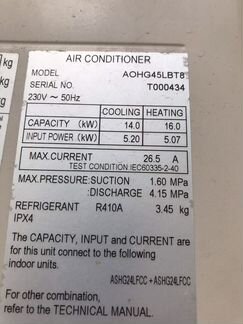 kg
AIR CONDITIONER
MODEL AOHG45LBT8
SERIAL NO. T000434
230V ~ 50Hz
COOLING HEATING
CAPACITY (kW) 14.0 16.0
INPUT POWER (kW) 5.20 5.07
MAX.CURRENT 26.5 A
TEST CONDITION IEC60335-2-40
MAX.PRESSURE:SUCTION 1.60 MPa
:DISCHARGE 4.15 MPa
REFRIGERANT R410A 3.45 kg
IPX4
The CAPACITY, INPUT and CURRENT are
for this unit connect to the following
indoor units.
ASHG24LFCC + ASHG24LFCC
For other combination,
refer to the TECHNICAL MANUAL.